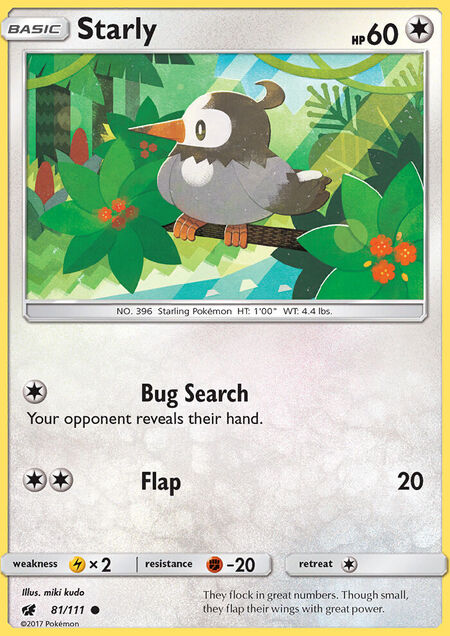 BASIC Starly HP 60
NO. 396 Starling Pokémon HT: 1'00" WT: 4.4 lbs.
Bug Search
Your opponent reveals their hand.
Flap 20
weakness ×2 resistance -20 retreat
Illus. miki kudo
81/111
©2017 Pokémon
They flock in great numbers. Though small,
they flap their wings with great power.